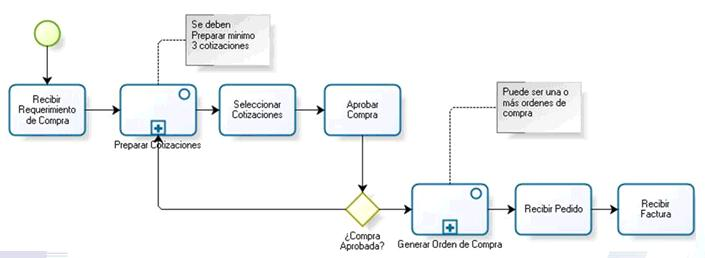 Se deben
Preparar minimo
3 cotizaciones
Recibir
Requerimiento
de Compra
Preparar Cotizaciones
Seleccionar
Cotizaciones
Aprobar
Compra
Puede ser una o
más ordenes de
compra
¿Compra
Aprobada?
Generar Orden de Compra
Recibir Pedido
Recibir
Factura